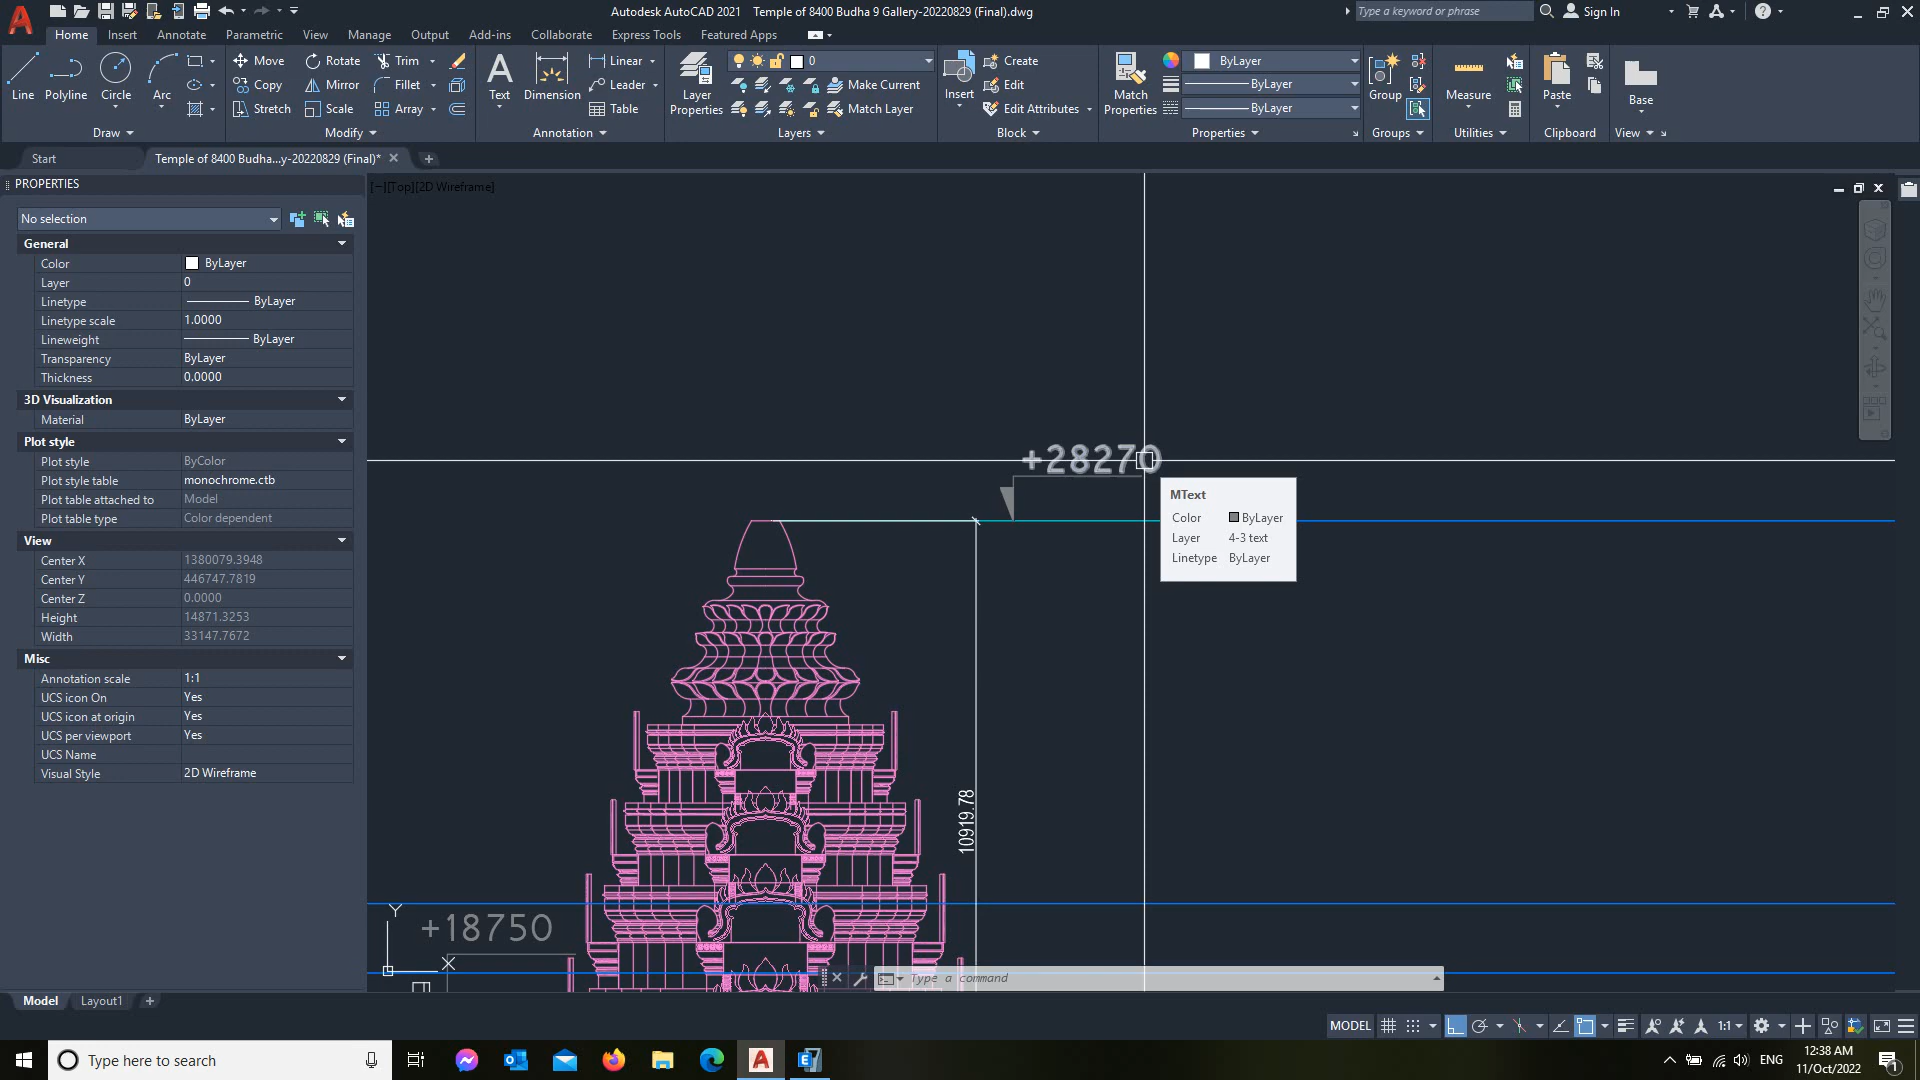 Autodesk AutoCAD 2021 Temple of 8400 Budha 9 Gallery-20220829 (Final).dwg
Type a keyword or phrase
Sign In
Home Insert Annotate Parametric View Manage Output Add-ins Collaborate Express Tools Featured Apps
Line Polyline Circle Arc
Draw
Move Rotate Trim
Copy Mirror Fillet
Stretch Scale Array
Modify
Text Dimension
Linear
Leader
Table
Annotation
Layer Properties
0
Make Current
Match Layer
Layers
Insert
Create
Edit
Edit Attributes
Block
Match Properties
ByLayer
ByLayer
ByLayer
Properties
Group
Groups
Measure
Utilities
Paste
Clipboard
Base
View
Start
Temple of 8400 Budha...y-20220829 (Final)*
PROPERTIES
No selection
General
Color ByLayer
Layer 0
Linetype ByLayer
Linetype scale 1.0000
Lineweight ByLayer
Transparency ByLayer
Thickness 0.0000
3D Visualization
Material ByLayer
Plot style
Plot style ByColor
Plot style table monochrome.ctb
Plot table attached to Model
Plot table type Color dependent
View
Center X 1380079.3948
Center Y 446747.7819
Center Z 0.0000
Height 14871.3253
Width 33147.7672
Misc
Annotation scale 1:1
UCS icon On Yes
UCS icon at origin Yes
UCS per viewport Yes
UCS Name
Visual Style 2D Wireframe
[−][Top][2D Wireframe]
+28270
MText
Color ByLayer
Layer 4-3 text
Linetype ByLayer
10919.78
+18750
Y
X
Type a command
Model Layout1
MODEL 1:1
Type here to search
ENG
12:38 AM
11/Oct/2022
1